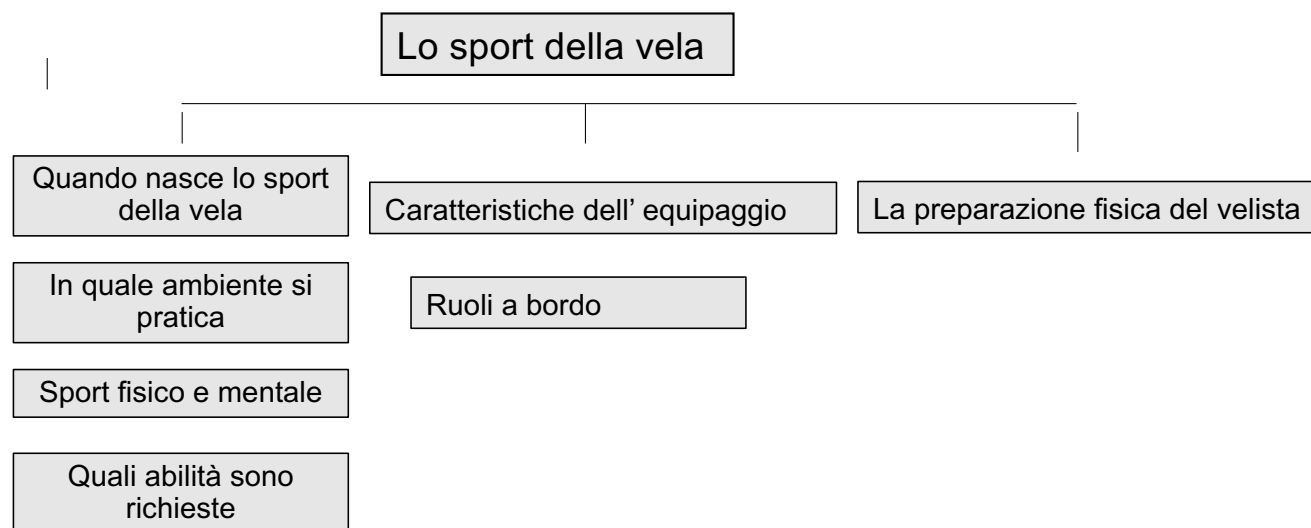 Lo sport della vela
Quando nasce lo sport
della vela
Caratteristiche dell’ equipaggio
La preparazione fisica del velista
In quale ambiente si
pratica
Ruoli a bordo
Sport fisico e mentale
Quali abilità sono
richieste